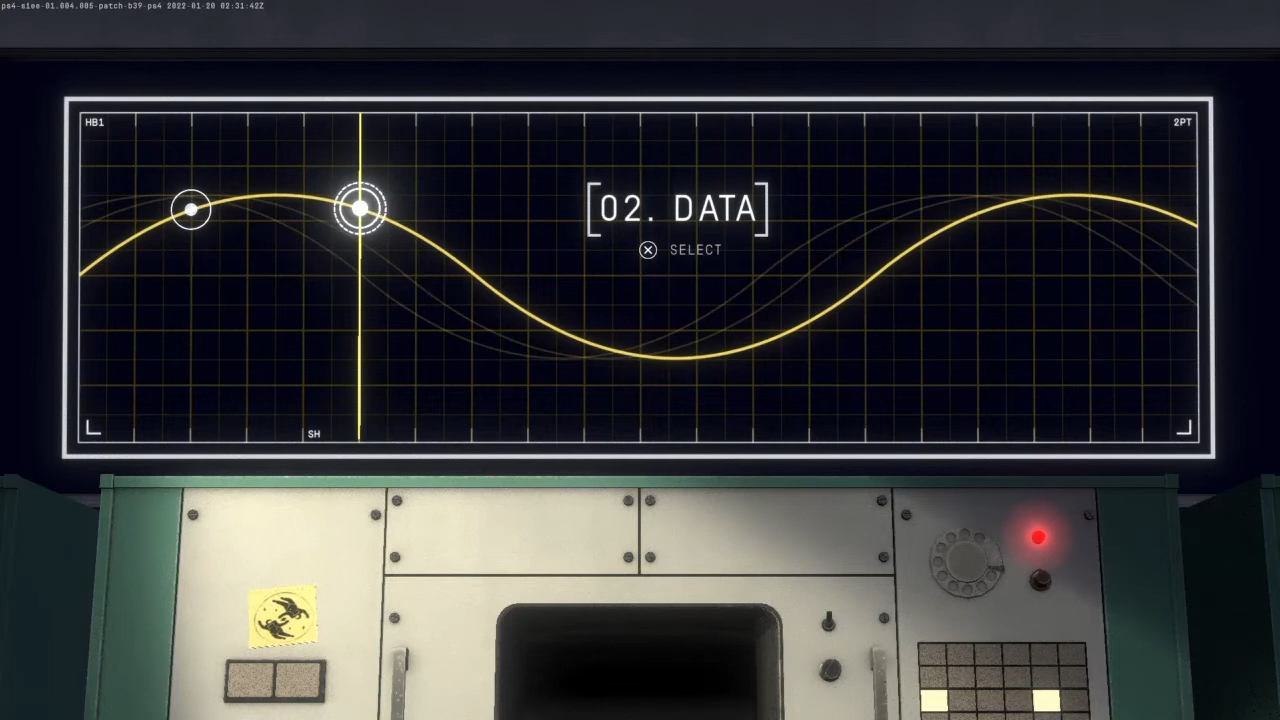 ps4-siee-01.004.005-patch-b39-ps4 2022-01-20 02:31:42Z
HB1
2PT
[02. DATA]
SELECT
SH